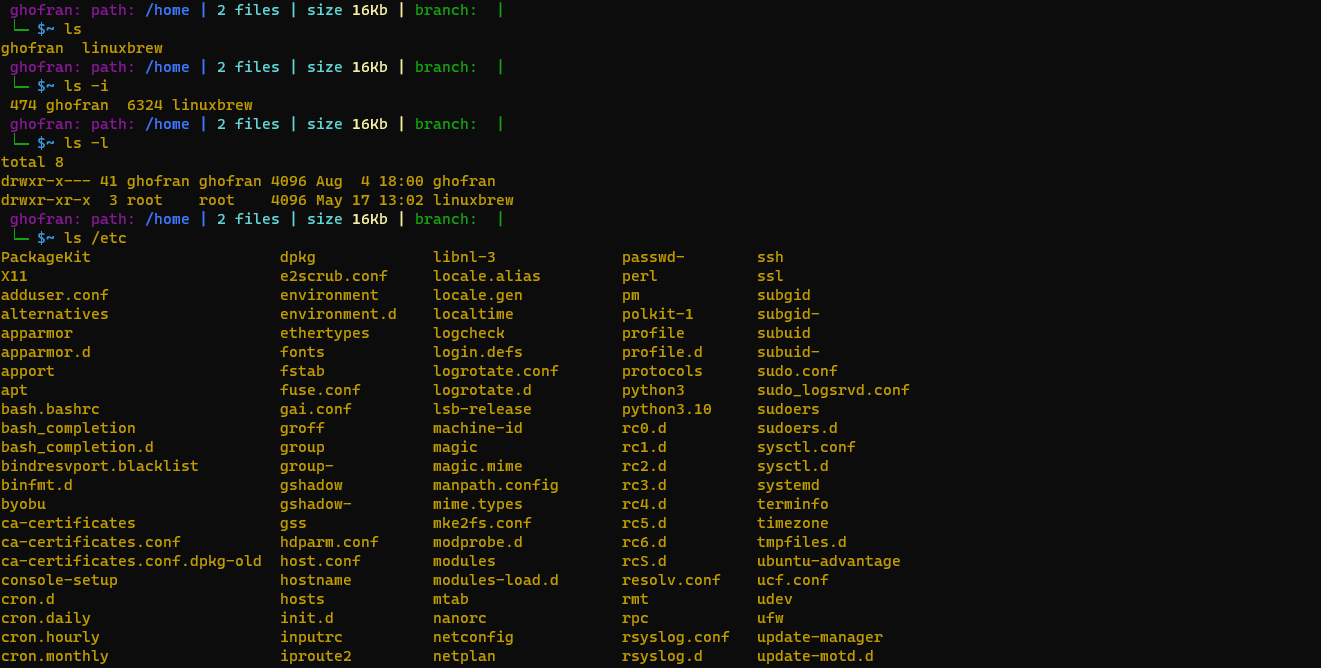 ghofran: path: /home | 2 files | size 16Kb | branch:  |
└─ $~ ls
ghofran  linuxbrew
ghofran: path: /home | 2 files | size 16Kb | branch:  |
└─ $~ ls -i
474 ghofran  6324 linuxbrew
ghofran: path: /home | 2 files | size 16Kb | branch:  |
└─ $~ ls -l
total 8
drwxr-x--- 41 ghofran ghofran 4096 Aug  4 18:00 ghofran
drwxr-xr-x  3 root    root    4096 May 17 13:02 linuxbrew
ghofran: path: /home | 2 files | size 16Kb | branch:  |
└─ $~ ls /etc
PackageKit                     dpkg             libnl-3              passwd-        ssh
X11                            e2scrub.conf     locale.alias         perl           ssl
adduser.conf                   environment      locale.gen           pm             subgid
alternatives                   environment.d    localtime            polkit-1       subgid-
apparmor                       ethertypes       logcheck             profile        subuid
apparmor.d                     fonts            login.defs           profile.d      subuid-
apport                         fstab            logrotate.conf       protocols      sudo.conf
apt                            fuse.conf        logrotate.d          python3        sudo_logsrvd.conf
bash.bashrc                    gai.conf         lsb-release          python3.10     sudoers
bash_completion                groff            machine-id           rc0.d          sudoers.d
bash_completion.d              group            magic                rc1.d          sysctl.conf
bindresvport.blacklist         group-           magic.mime           rc2.d          sysctl.d
binfmt.d                       gshadow          manpath.config       rc3.d          systemd
byobu                          gshadow-         mime.types           rc4.d          terminfo
ca-certificates                gss              mke2fs.conf          rc5.d          timezone
ca-certificates.conf           hdparm.conf      modprobe.d           rc6.d          tmpfiles.d
ca-certificates.conf.dpkg-old  host.conf        modules              rcS.d          ubuntu-advantage
console-setup                  hostname         modules-load.d       resolv.conf    ucf.conf
cron.d                         hosts            mtab                 rmt            udev
cron.daily                     init.d           nanorc               rpc            ufw
cron.hourly                    inputrc          netconfig            rsyslog.conf   update-manager
cron.monthly                   iproute2         netplan              rsyslog.d      update-motd.d